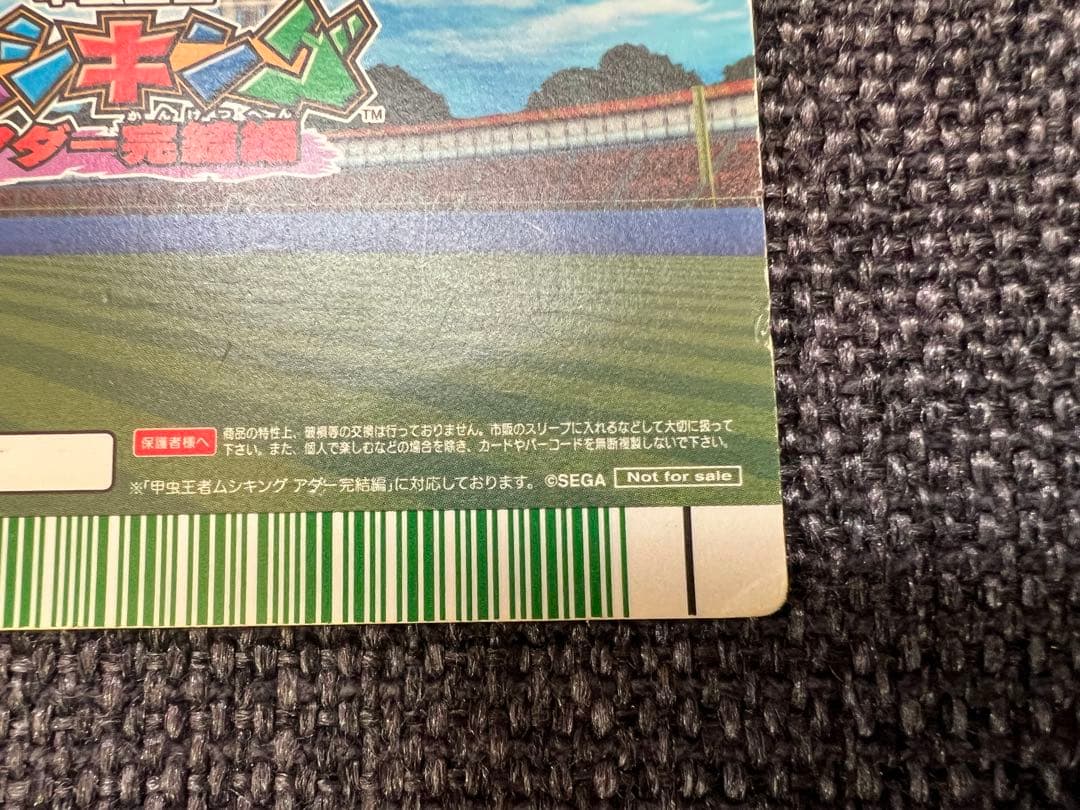 キング™
かんけつへん
ダー完結編
保護者様へ
商品の特性上、破損等の交換は行っておりません。市販のスリーブに入れるなどして大切に扱って
下さい。また、個人で楽しむなどの場合を除き、カードやバーコードを無断複製しないで下さい。
※「甲虫王者ムシキング アダー完結編」に対応しております。 ©SEGA Not for sale